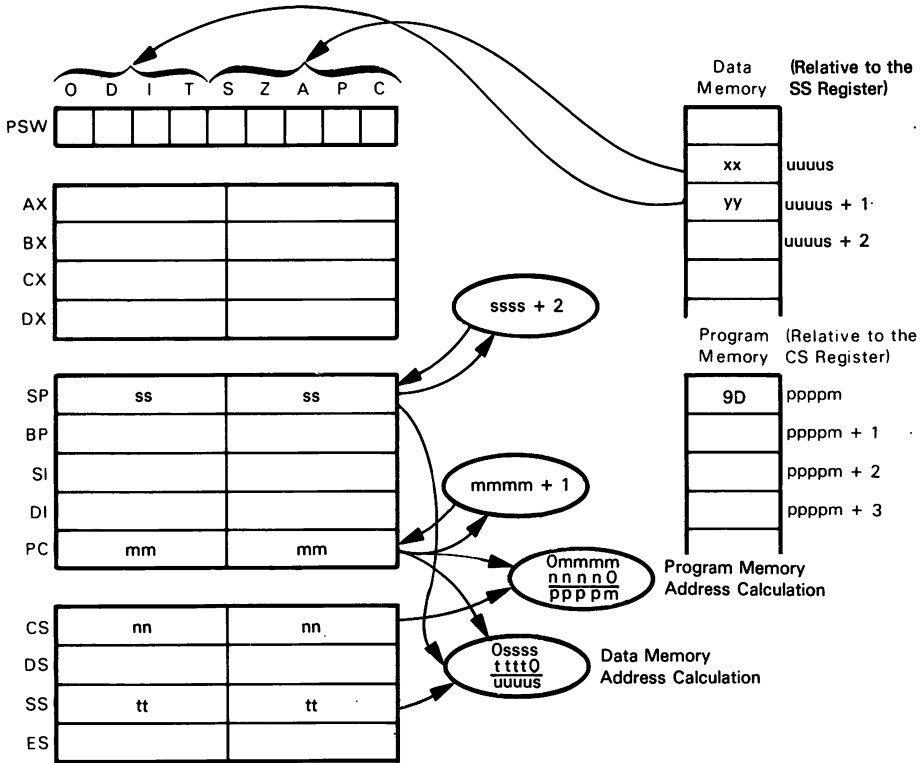 O D I T S Z A P C
PSW
AX
BX
CX
DX
SP ss ss
BP
SI
DI
PC mm mm
CS nn nn
DS
SS tt tt
ES
ssss + 2
mmmm + 1
0mmmm
nnnn0
ppppm
Program Memory
Address Calculation
0ssss
tttt0
uuuus
Data Memory
Address Calculation
Data
Memory
(Relative to the
SS Register)
xx uuuus
yy uuuus + 1
uuuus + 2
Program
Memory
(Relative to the
CS Register)
9D ppppm
ppppm + 1
ppppm + 2
ppppm + 3